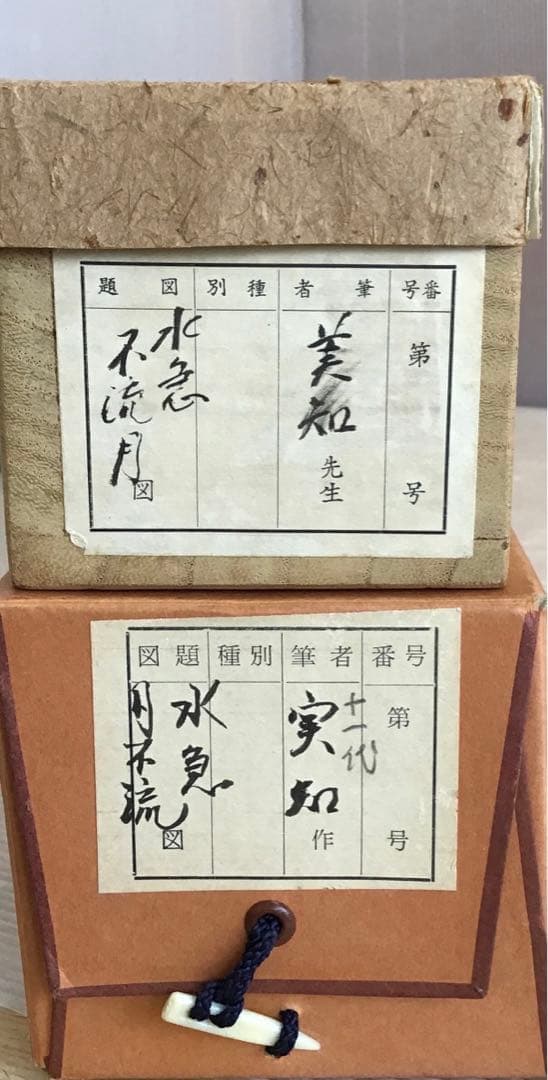 番号
筆者
種別
図題
第 号
美知 先生
水急
不流月 図
図題
種別
筆者
番号
第 号
十一代
実知 作
水急
月不流 図